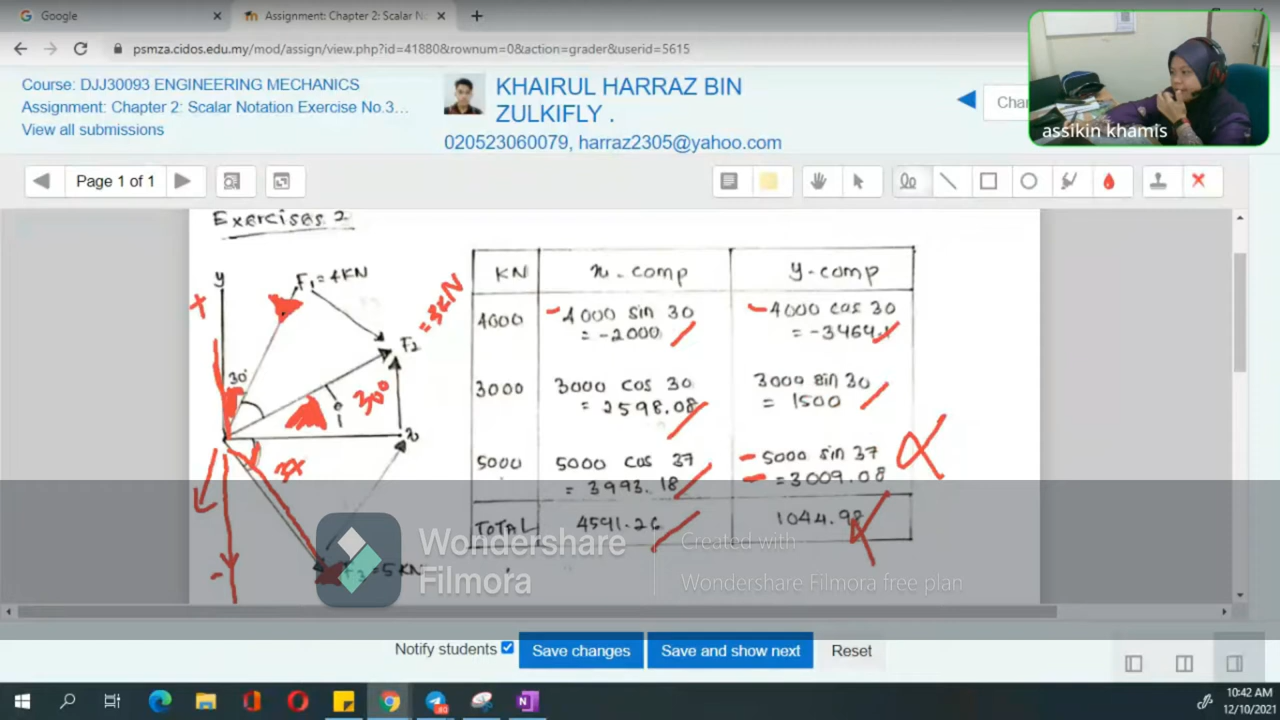 Google
Assignment: Chapter 2: Scalar No
psmza.cidos.edu.my/mod/assign/view.php?id=41880&rownum=0&action=grader&userid=5615
Course: DJJ30093 ENGINEERING MECHANICS
Assignment: Chapter 2: Scalar Notation Exercise No.3...
View all submissions
KHAIRUL HARRAZ BIN
ZULKIFLY .
020523060079, harraz2305@yahoo.com
Chan
assikin khamis
Page 1 of 1
Exercises 2
y
F₁ = 4KN
= 3KN
F₂
+
30°
30°
x
37
-
F₃ = 5KN
KN x-comp y-comp
4000 -4000 sin 30 -4000 cos 30
= -2000 = -3464.1
3000 3000 cos 30 3000 sin 30
= 2598.08 = 1500
5000 5000 cos 37 -5000 sin 37
= 3993.18 - = 3009.08
TOTAL 4591.26 1044.98
Wondershare
Filmora
Created with
Wondershare Filmora free plan
Notify students
Save changes
Save and show next
Reset
10:42 AM
12/10/2021